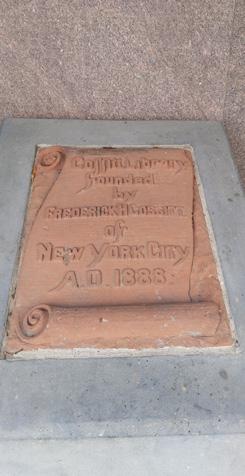 Cossitt Library
founded
by
FREDERICK H COSSITT
of
NEW YORK CITY
A.D. 1888